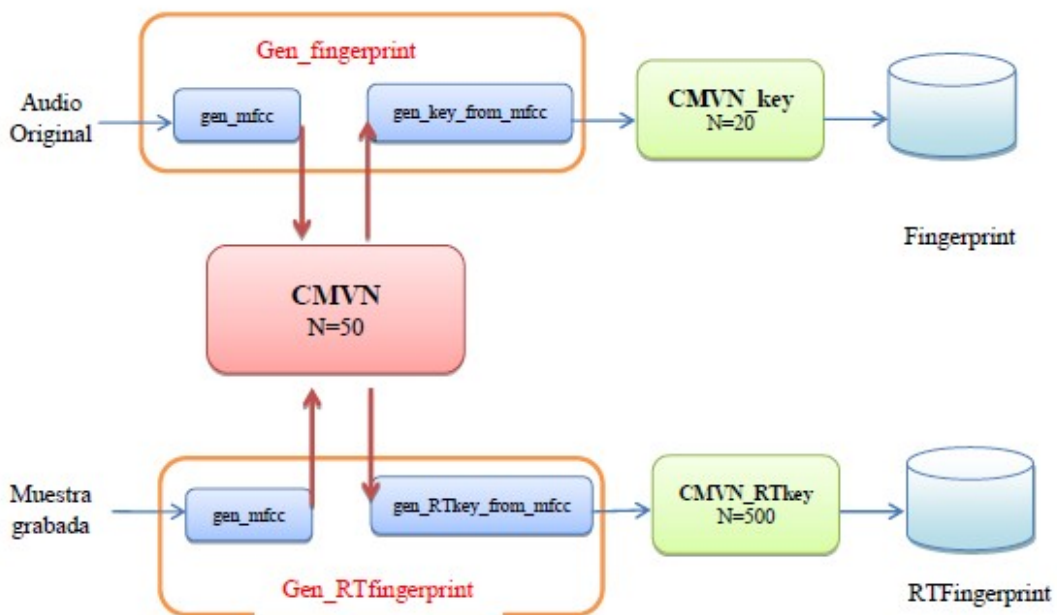 Gen_fingerprint
Audio
Original
gen_mfcc
gen_key_from_mfcc
CMVN_key
N=20
Fingerprint
CMVN
N=50
Muestra
grabada
gen_mfcc
gen_RTkey_from_mfcc
CMVN_RTkey
N=500
Gen_RTfingerprint
RTFingerprint